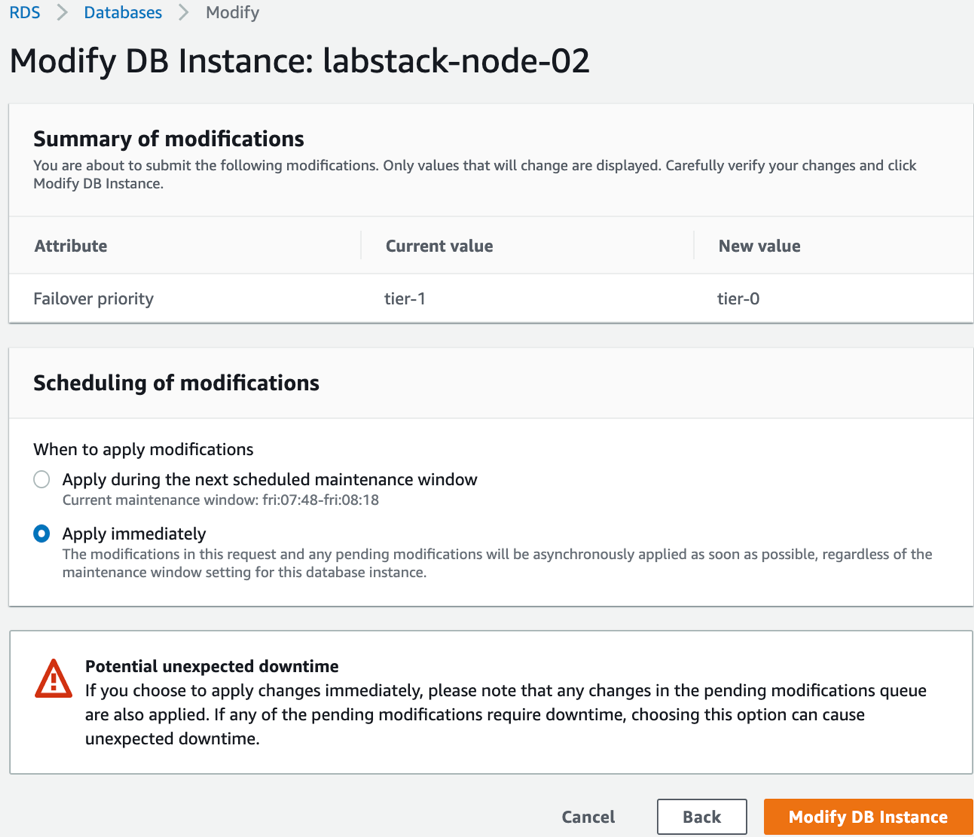 RDS > Databases > Modify
Modify DB Instance: labstack-node-02
Summary of modifications
You are about to submit the following modifications. Only values that will change are displayed. Carefully verify your changes and click
Modify DB Instance.
Attribute Current value New value
Failover priority tier-1 tier-0
Scheduling of modifications
When to apply modifications
Apply during the next scheduled maintenance window
Current maintenance window: fri:07:48-fri:08:18
Apply immediately
The modifications in this request and any pending modifications will be asynchronously applied as soon as possible, regardless of the
maintenance window setting for this database instance.
Potential unexpected downtime
If you choose to apply changes immediately, please note that any changes in the pending modifications queue
are also applied. If any of the pending modifications require downtime, choosing this option can cause
unexpected downtime.
Cancel Back Modify DB Instance